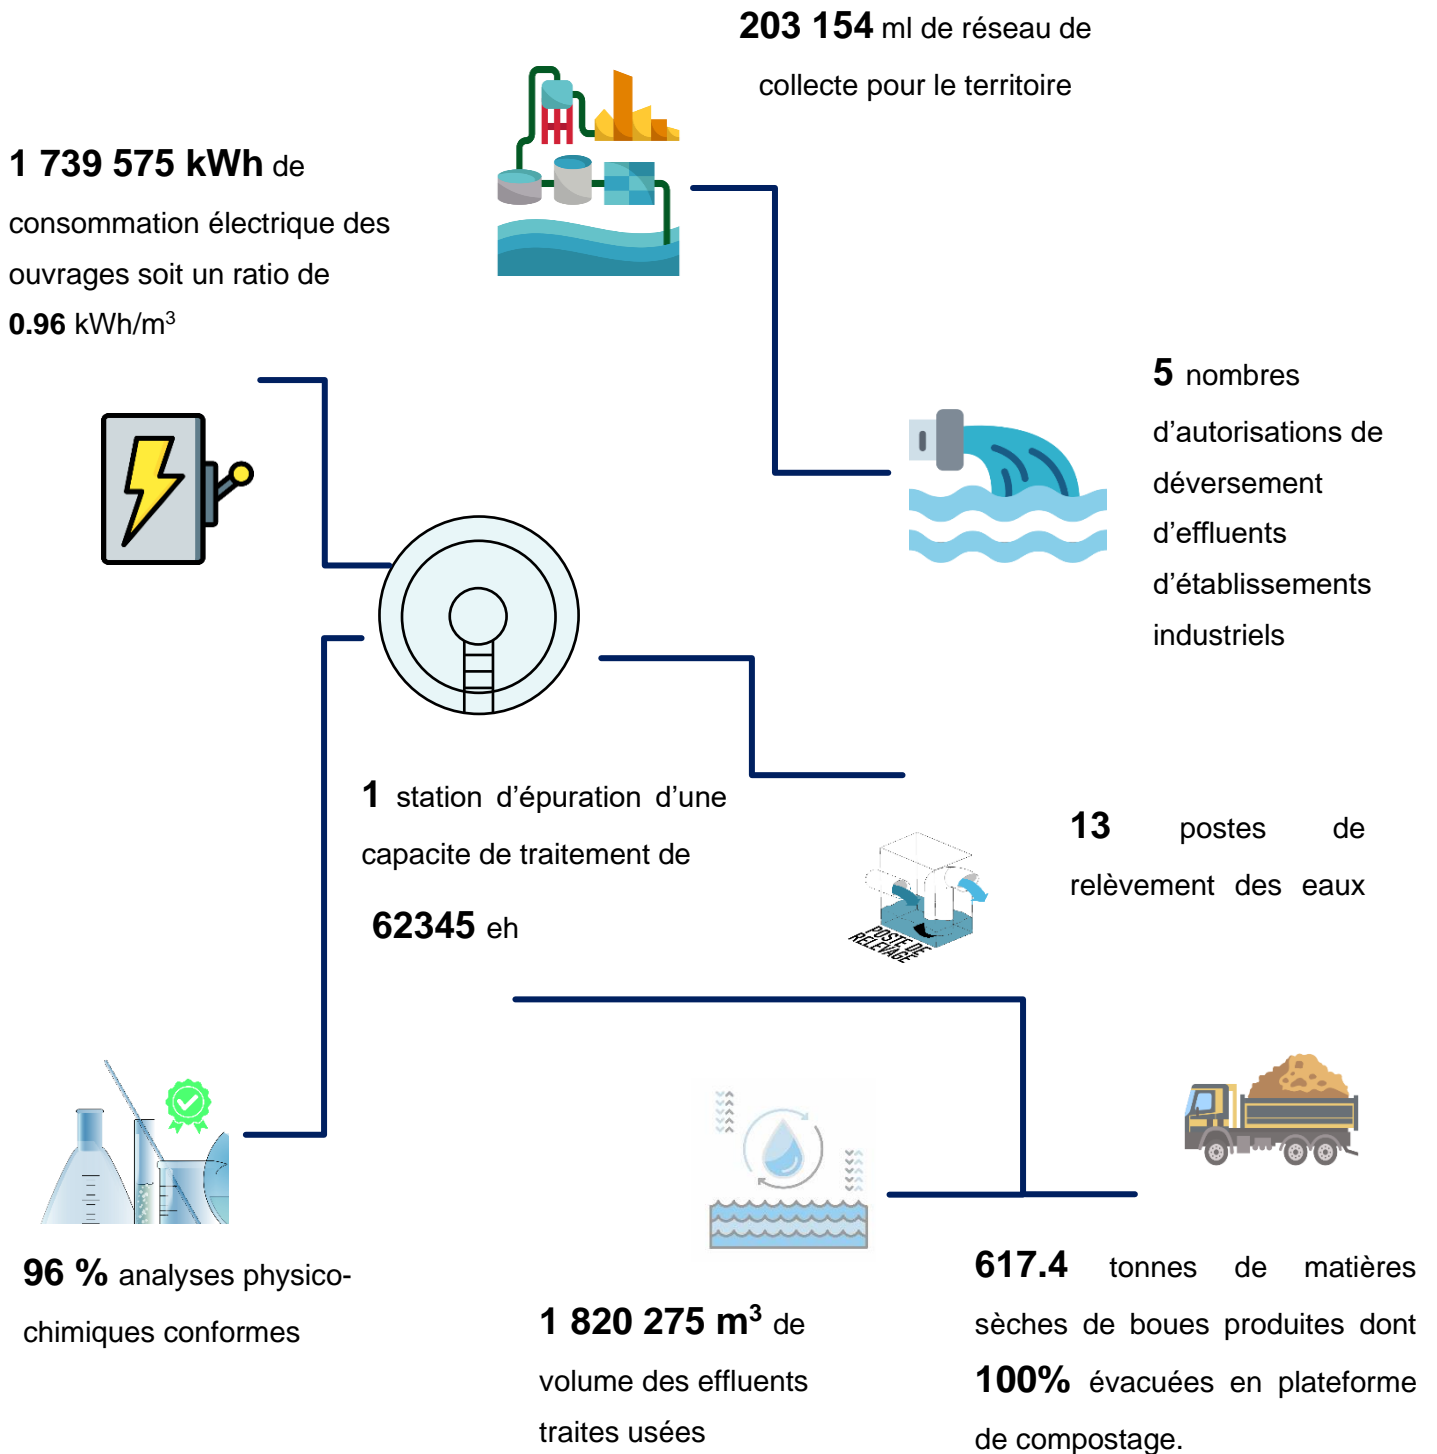 203 154 ml de réseau de
collecte pour le territoire
1 739 575 kWh de
consommation électrique des
ouvrages soit un ratio de
0.96 kWh/m³
5 nombres
d’autorisations de
déversement
d’effluents
d’établissements
industriels
1 station d’épuration d’une
capacite de traitement de
62345 eh
13 postes de
relèvement des eaux
POSTE DE
RELEVAGE
96 % analyses physico-
chimiques conformes
1 820 275 m³ de
volume des effluents
traites usées
617.4 tonnes de matières
sèches de boues produites dont
100% évacuées en plateforme
de compostage.